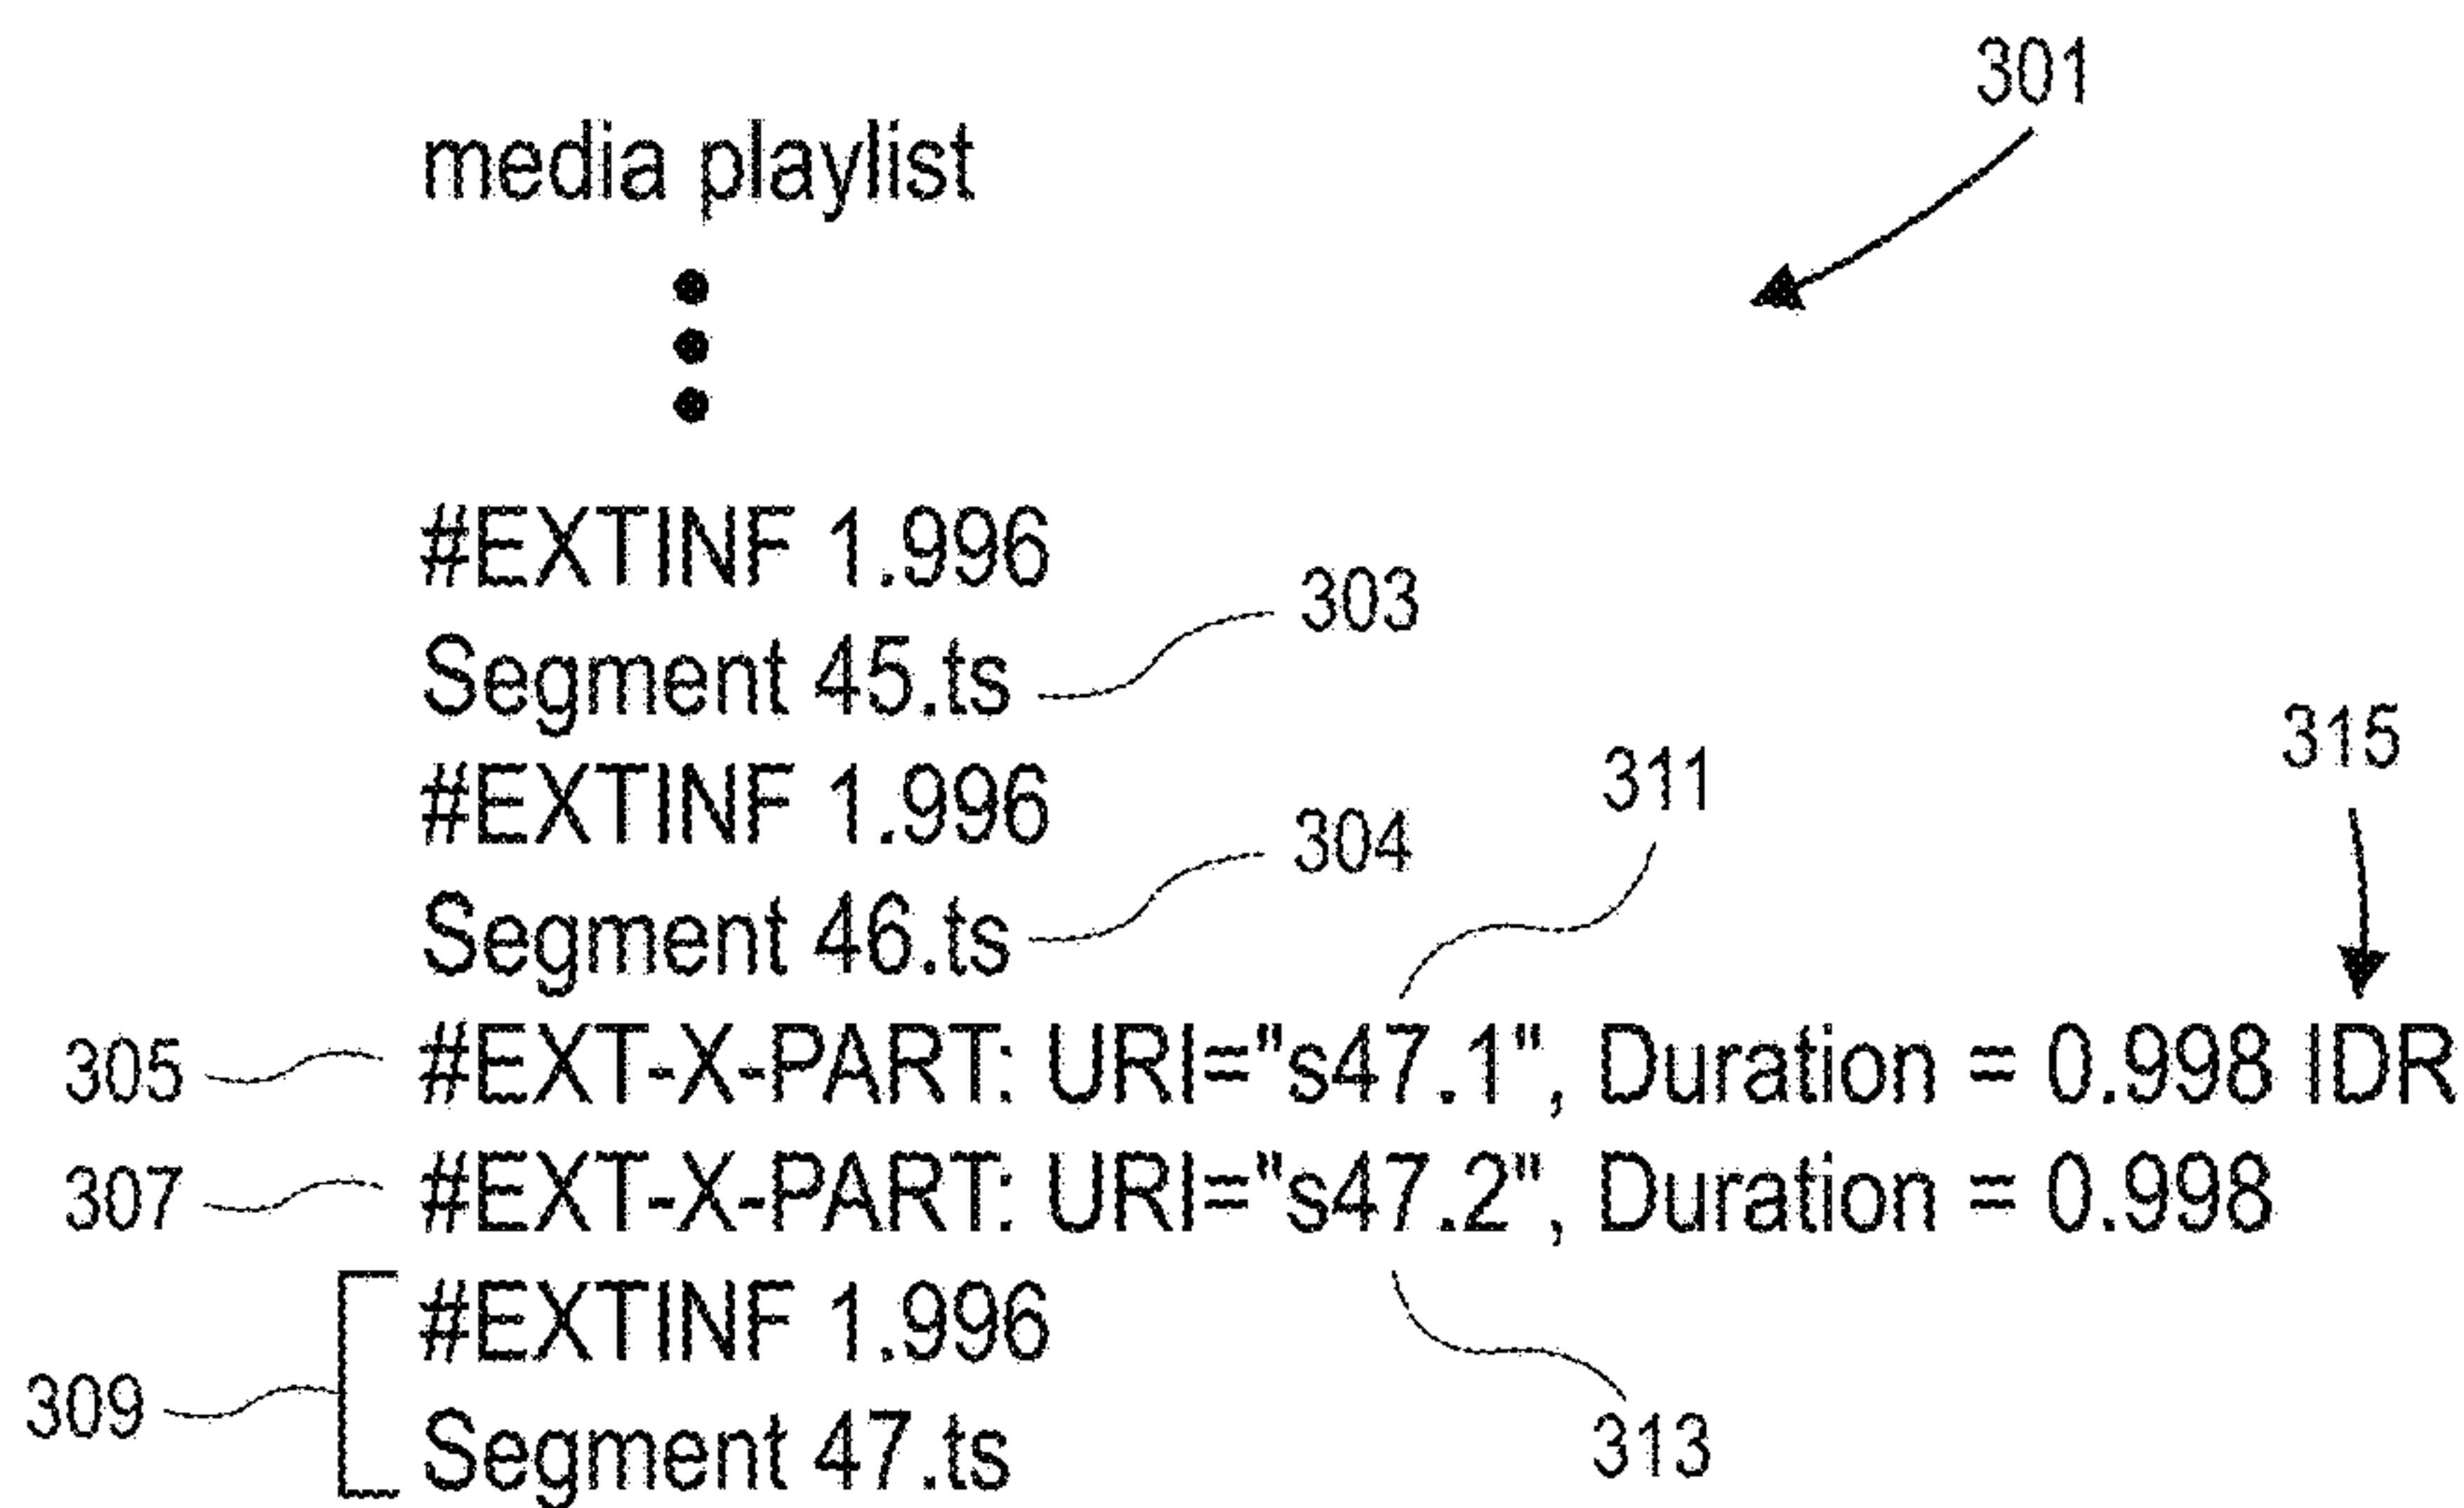 301
media playlist
#EXTINF 1.996
303
Segment 45.ts
315
#EXTINF 1.996
311
304
Segment 46.ts
305 #EXT-X-PART: URI="s47.1", Duration = 0.998 IDR
307 #EXT-X-PART: URI="s47.2", Duration = 0.998
#EXTINF 1.996
309
Segment 47.ts
313